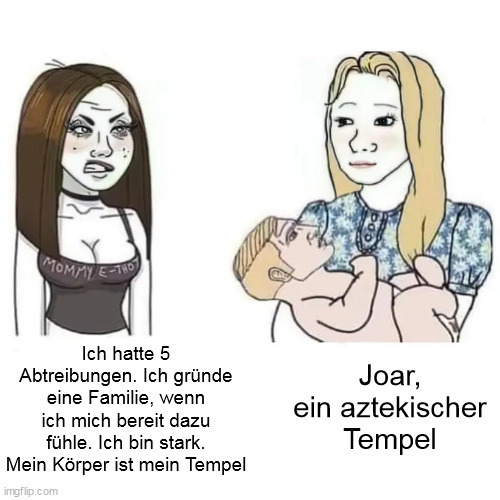 MOMMY E-THOT
Ich hatte 5
Abtreibungen. Ich gründe
eine Familie, wenn
ich mich bereit dazu
fühle. Ich bin stark.
Mein Körper ist mein Tempel
Joar,
ein aztekischer
Tempel
imgflip.com